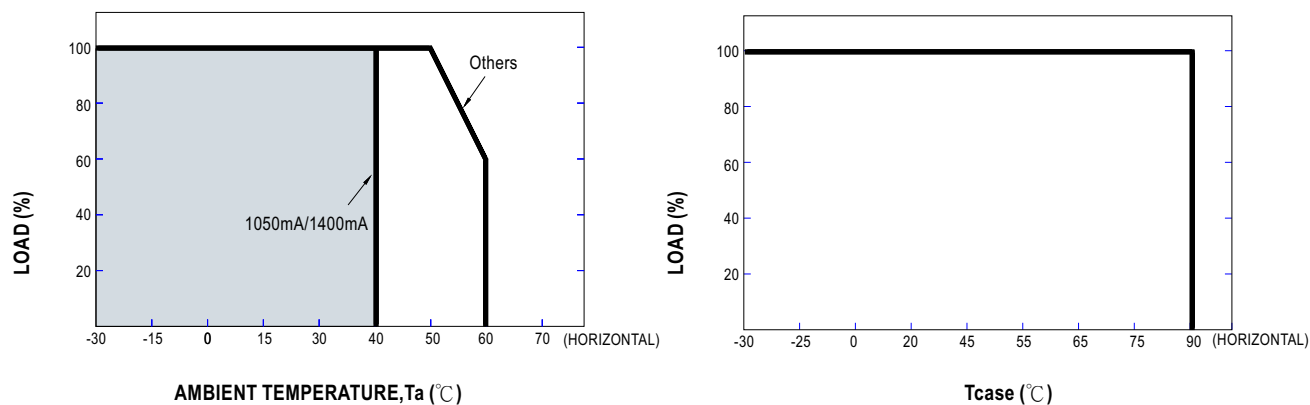 100
80
60
40
20
LOAD (%)
Others
1050mA/1400mA
-30 -15 0 15 30 40 50 60 70 (HORIZONTAL)
AMBIENT TEMPERATURE,Ta (℃)
100
80
60
40
20
LOAD (%)
-30 -25 0 20 45 55 65 75 90 (HORIZONTAL)
Tcase (℃)